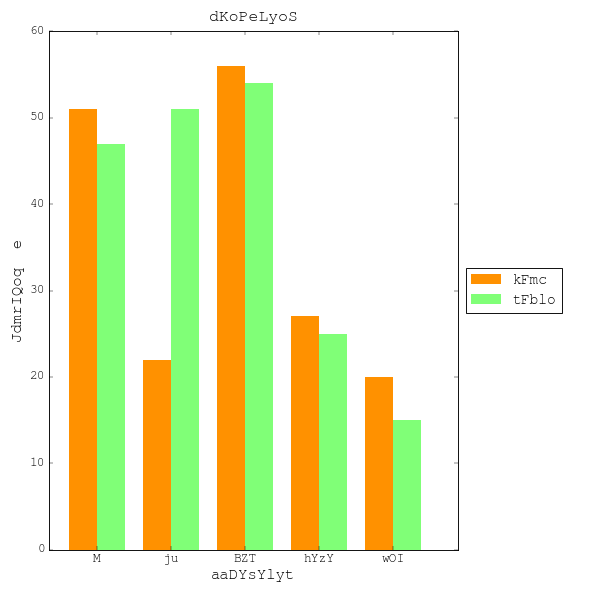 dKoPeLyoS
60
50
40
30
20
10
0
JdmrIQoq  e
M ju BZT hYzY wOI
aaDYsYlyt
kFmc
tFblo